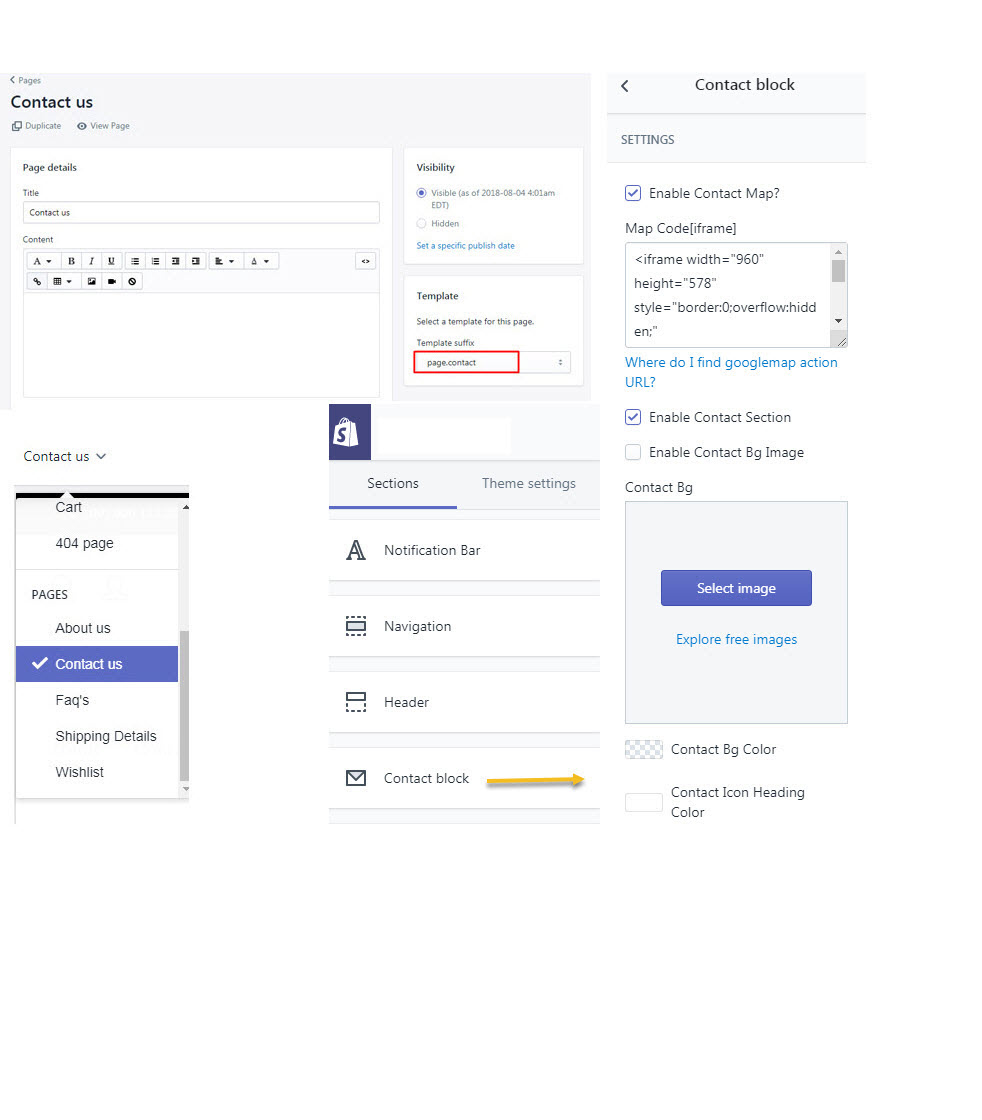 Pages
Contact us
Duplicate View Page
Page details
Title
Contact us
Content
A B I U A <>
Visibility
Visible (as of 2018-08-04 4:01am
EDT)
Hidden
Set a specific publish date
Template
Select a template for this page.
Template suffix
page.contact
Contact us
Cart
404 page
PAGES
About us
Contact us
Faq's
Shipping Details
Wishlist
S
Sections Theme settings
Notification Bar
Navigation
Header
Contact block
Contact block
SETTINGS
Enable Contact Map?
Map Code[iframe]
<iframe width="960"
height="578"
style="border:0;overflow:hidd
en;"
Where do I find googlemap action
URL?
Enable Contact Section
Enable Contact Bg Image
Contact Bg
Select image
Explore free images
Contact Bg Color
Contact Icon Heading
Color